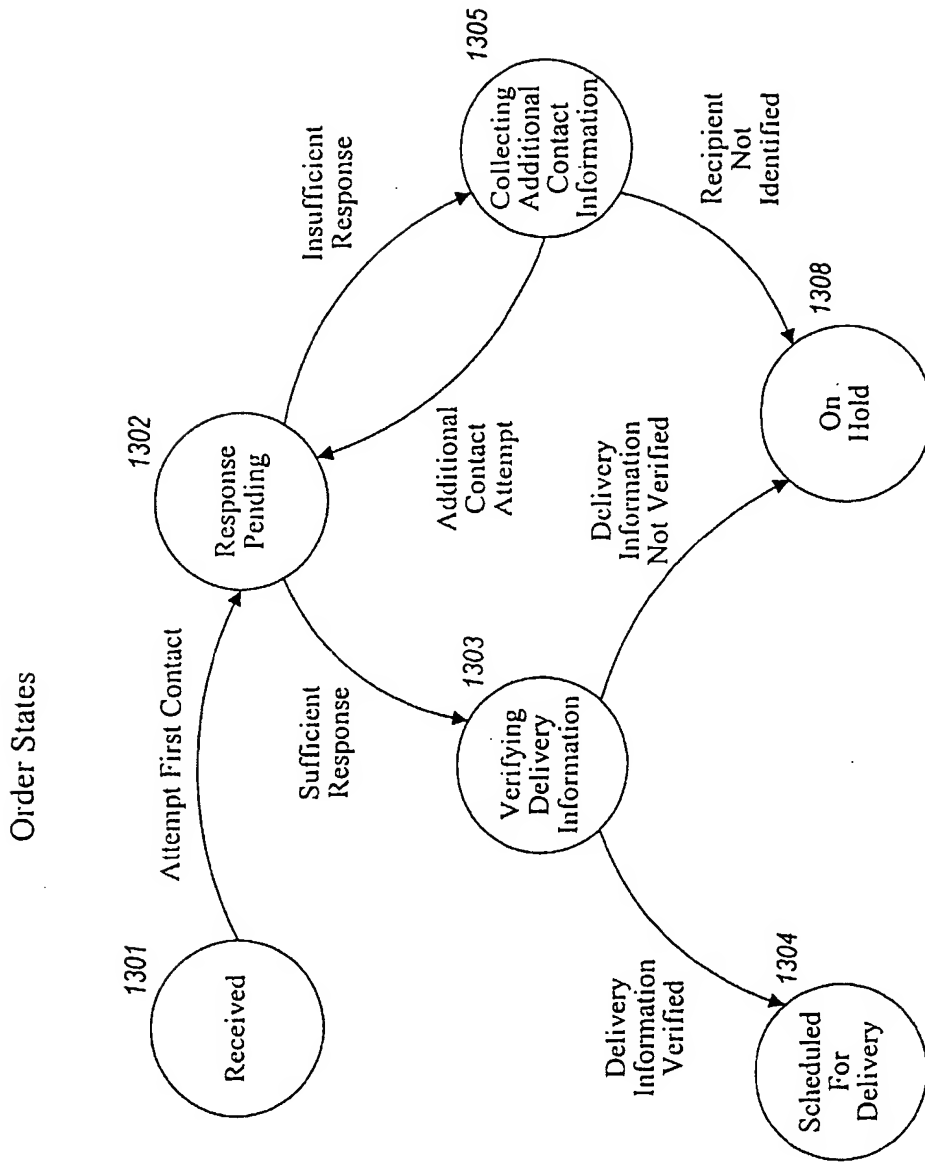 Order States
1301
Received
Attempt First Contact
1302
Response
Pending
Insufficient
Response
1305
Collecting
Additional
Contact
Information
Sufficient
Response
Additional
Contact
Attempt
1303
Verifying
Delivery
Information
Delivery
Information
Not Verified
Recipient
Not
Identified
1308
On
Hold
Delivery
Information
Verified
1304
Scheduled
For
Delivery